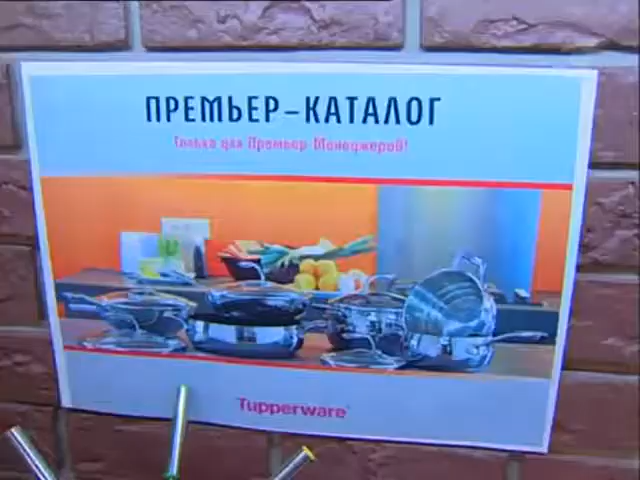 ПРЕМЬЕР-КАТАЛОГ
Только для Премьер-Менеджеров!
Tupperware